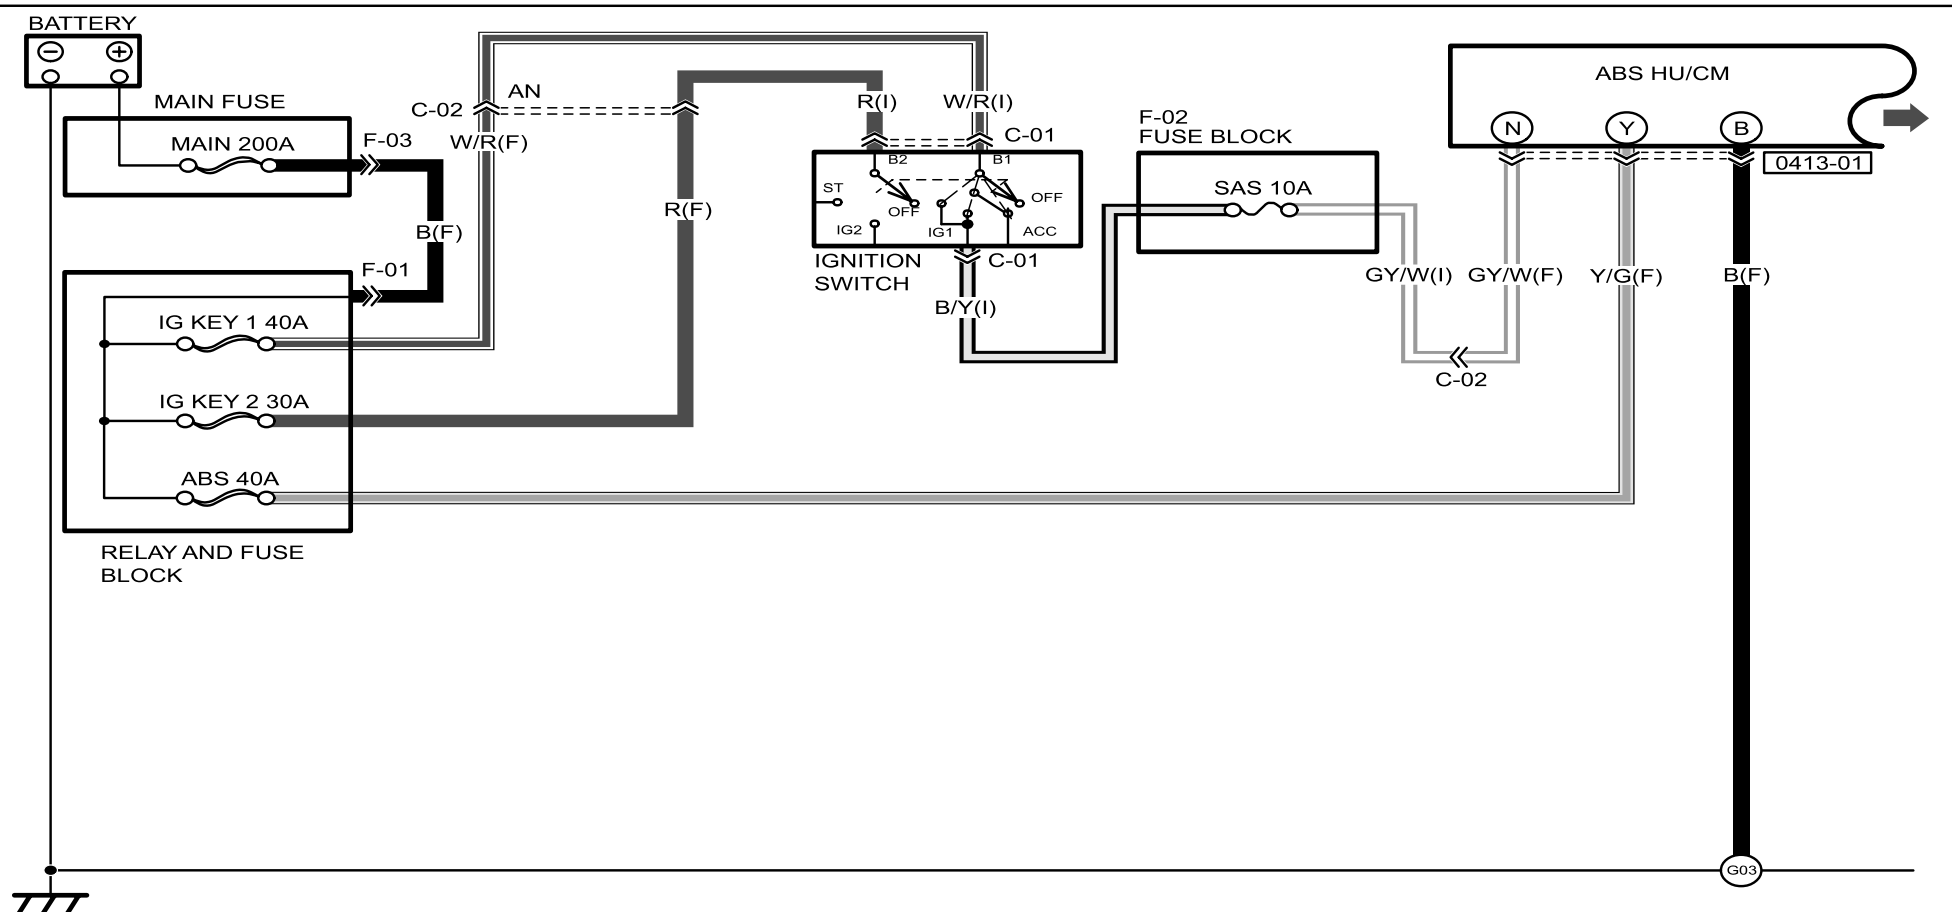 BATTERY
− +
MAIN FUSE
MAIN 200A
F-03
B(F)
F-01
IG KEY 1 40A
IG KEY 2 30A
ABS 40A
RELAY AND FUSE
BLOCK
C-02
AN
W/R(F)
R(F)
R(I)
W/R(I)
C-01
B2
B1
ST
OFF
OFF
IG2
IG1
ACC
IGNITION
SWITCH
C-01
B/Y(I)
F-02
FUSE BLOCK
SAS 10A
GY/W(I)
GY/W(F)
C-02
Y/G(F)
B(F)
ABS HU/CM
N
Y
B
0413-01
G03